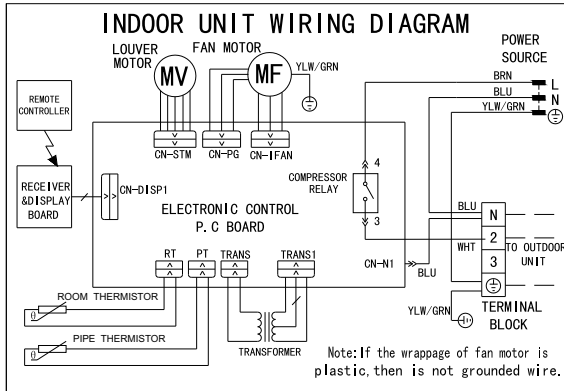 INDOOR UNIT WIRING DIAGRAM
LOUVER
MOTOR
FAN MOTOR
MV
MF
YLW/GRN
POWER
SOURCE
BRN
L
BLU
N
YLW/GRN
REMOTE
CONTROLLER
CN-STM
CN-PG
CN-IFAN
4
COMPRESSOR
RELAY
3
RECEIVER
&DISPLAY
BOARD
CN-DISP1
ELECTRONIC CONTROL
P.C BOARD
BLU
N
WHT
2
TO OUTDOOR
UNIT
3
RT
PT
TRANS
TRANS1
CN-N1
BLU
ROOM THERMISTOR
θ
PIPE THERMISTOR
θ
TRANSFORMER
YLW/GRN
TERMINAL
BLOCK
Note:If the wrappage of fan motor is
plastic,then is not grounded wire.